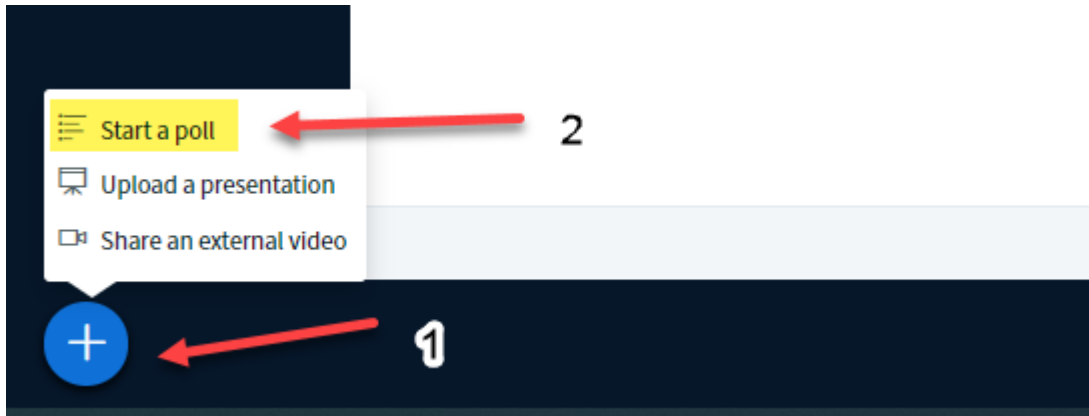 Start a poll
2
Upload a presentation
Share an external video
1